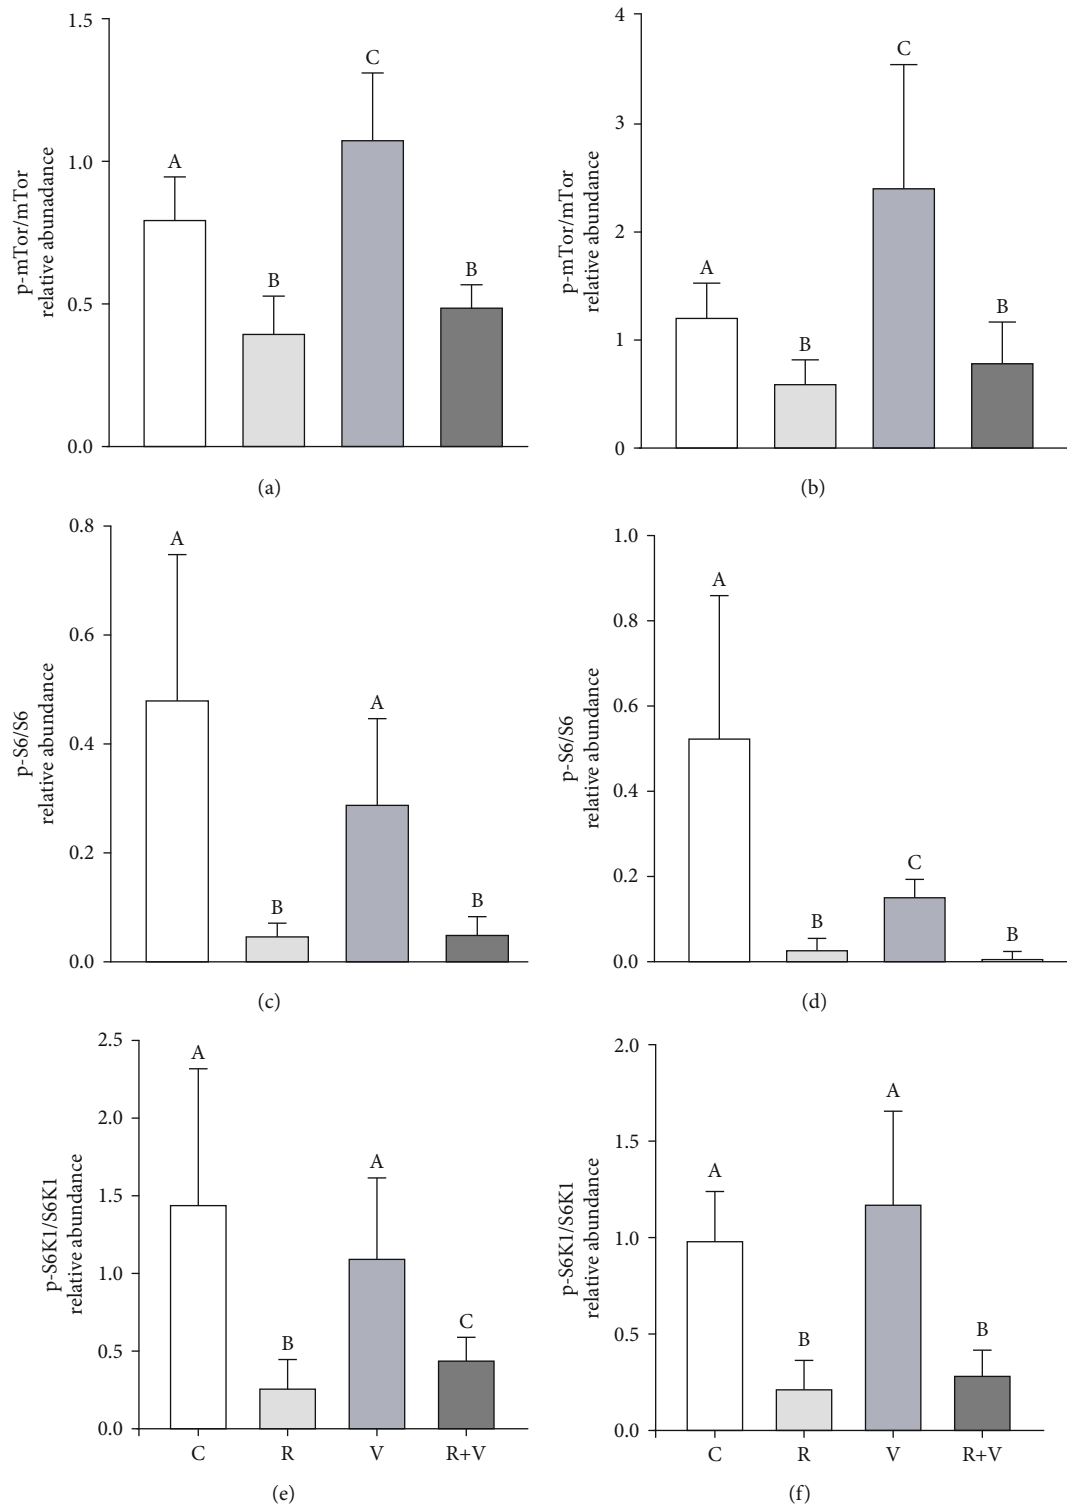 1.5
1.0
0.5
0.0
p-mTor/mTor
relative abunadance
A
B
C
B
(a)
4
3
2
1
0
p-mTor/mTor
relative abundance
A
B
C
B
(b)
0.8
0.6
0.4
0.2
0.0
p-S6/S6
relative abundance
A
B
A
B
(c)
1.0
0.8
0.6
0.4
0.2
0.0
p-S6/S6
relative abundance
A
B
C
B
(d)
2.5
2.0
1.5
1.0
0.5
0.0
p-S6K1/S6K1
relative abundance
A
B
A
C
C R V R+V
(e)
2.0
1.5
1.0
0.5
0.0
p-S6K1/S6K1
relative abundance
A
B
A
B
C R V R+V
(f)